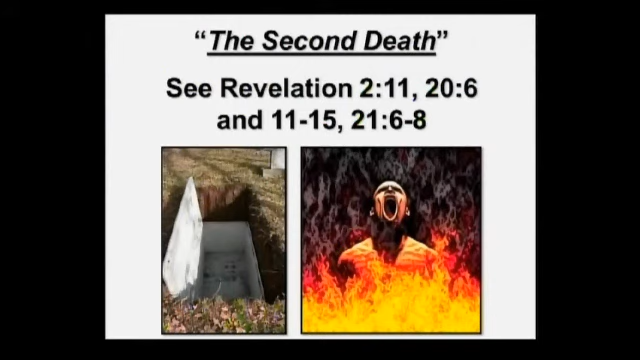 “The Second Death”
See Revelation 2:11, 20:6
and 11-15, 21:6-8